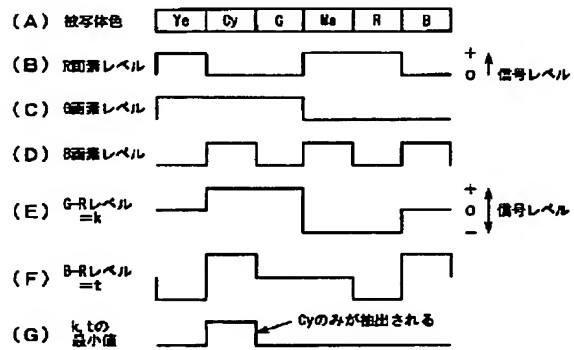 (A) 被写体色 Ye Cy G Ma R B
(B) R画素レベル + 0 信号レベル
(C) G画素レベル
(D) B画素レベル
(E) G-Rレベル =k + 0 - 信号レベル
(F) B-Rレベル =t
(G) k,tの 最小値 Cyのみが抽出される